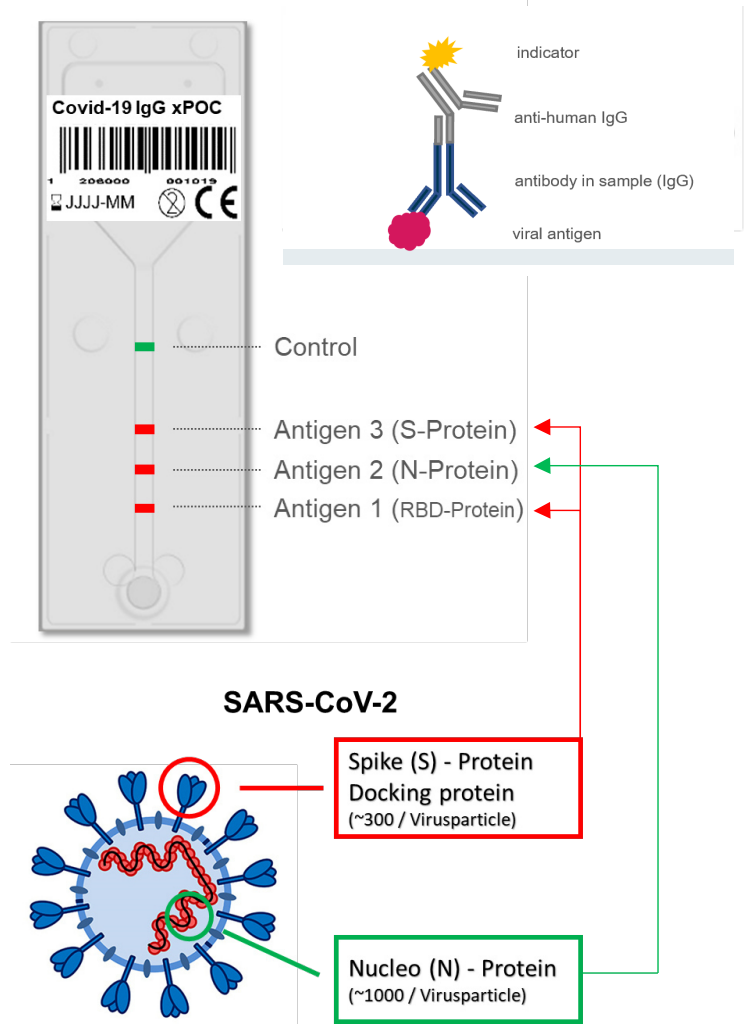 Covid-19 IgG xPOC
1 206000 001019
JJJJ-MM
2
CE
indicator
anti-human IgG
antibody in sample (IgG)
viral antigen
Control
Antigen 3 (S-Protein)
Antigen 2 (N-Protein)
Antigen 1 (RBD-Protein)
SARS-CoV-2
Spike (S) - Protein
Docking protein
(~300 / Virusparticle)
Nucleo (N) - Protein
(~1000 / Virusparticle)